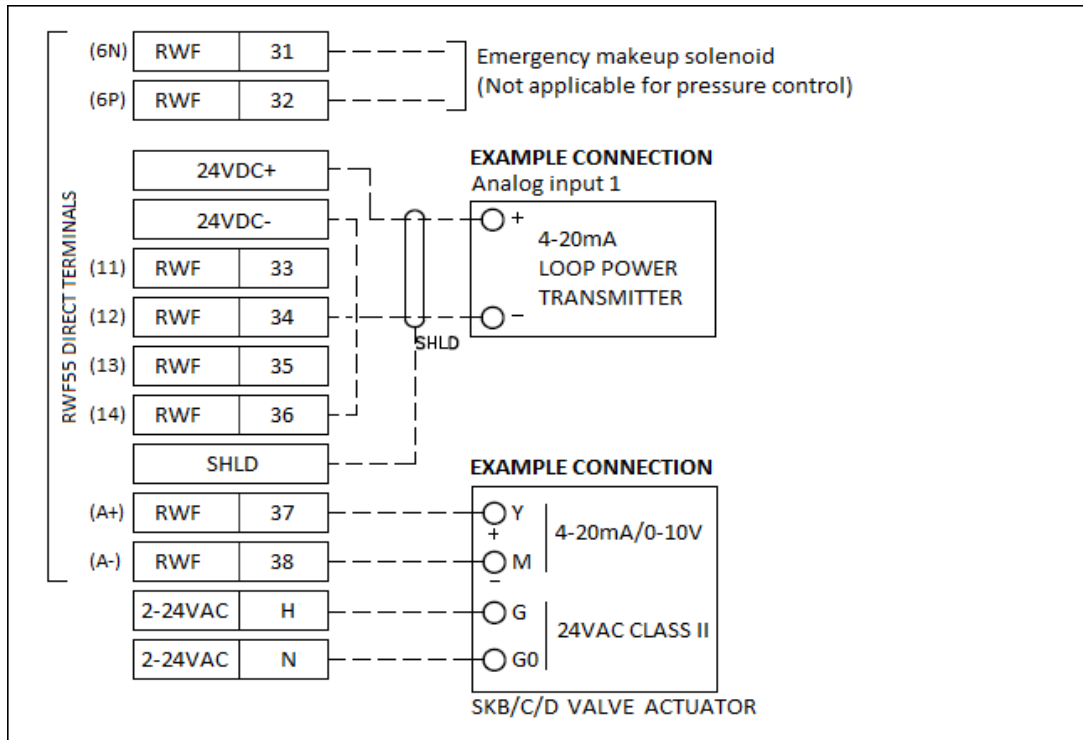 (6N) RWF 31
Emergency makeup solenoid
(6P) RWF 32
(Not applicable for pressure control)
EXAMPLE CONNECTION
Analog input 1
24VDC+
24VDC-
+
4-20mA
LOOP POWER
TRANSMITTER
-
RWF55 DIRECT TERMINALS
(11) RWF 33
(12) RWF 34
SHLD
(13) RWF 35
(14) RWF 36
SHLD
EXAMPLE CONNECTION
(A+) RWF 37
Y
+
4-20mA/0-10V
(A-) RWF 38
M
-
2-24VAC H
G
24VAC CLASS II
2-24VAC N
G0
SKB/C/D VALVE ACTUATOR